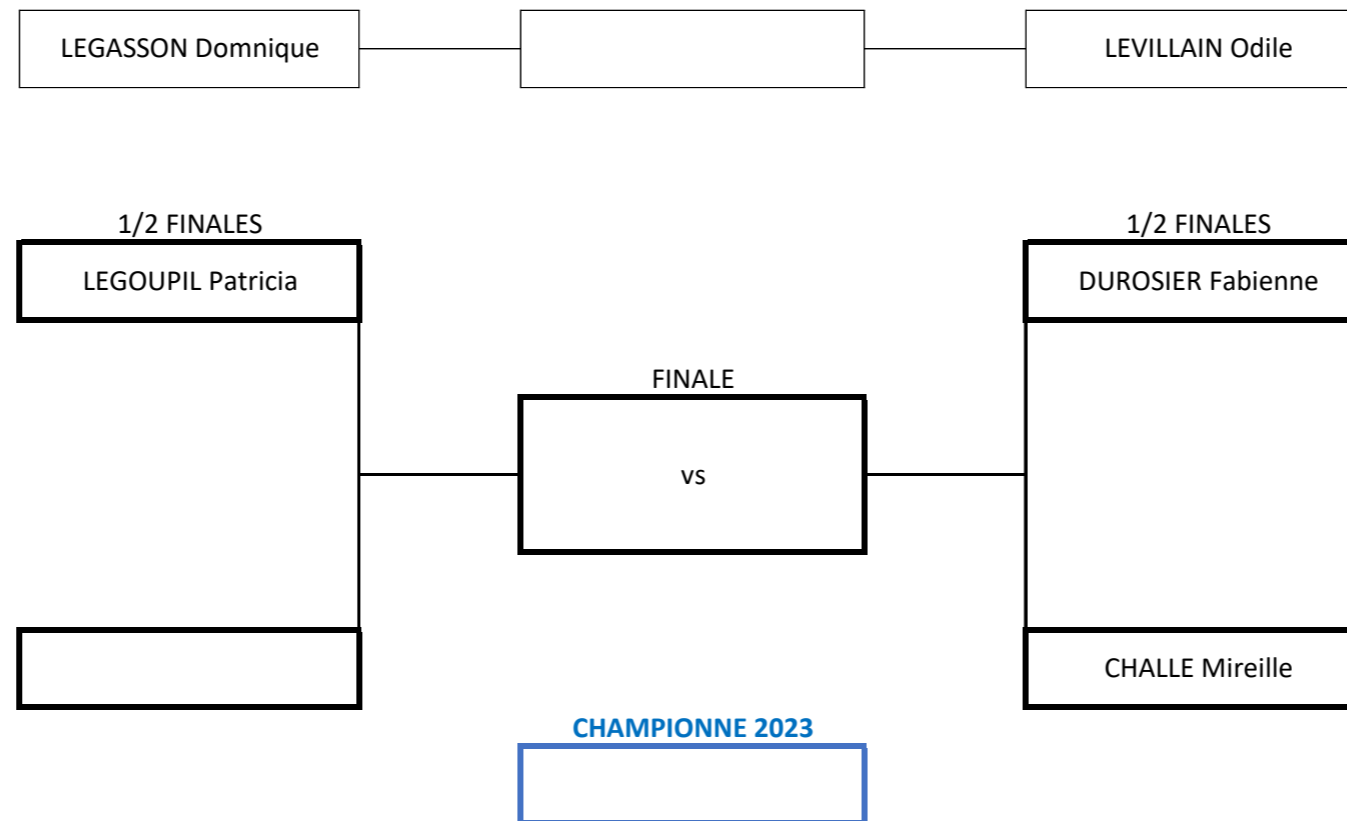 LEGASSON Domnique
LEVILLAIN Odile
1/2 FINALES
1/2 FINALES
LEGOUPIL Patricia
DUROSIER Fabienne
FINALE
vs
CHALLE Mireille
CHAMPIONNE 2023